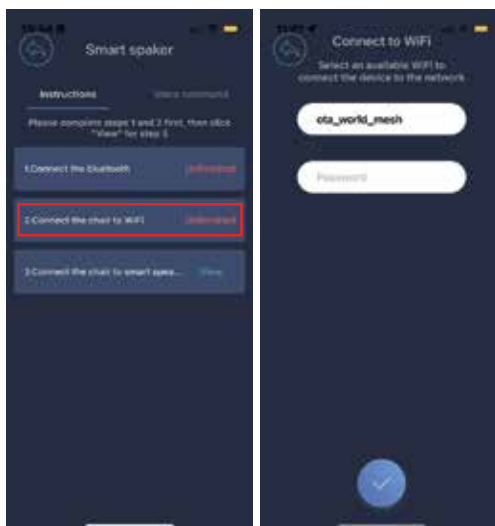 Smart spaker
Instructions
Voice command
Please complete steps 1 and 2 first, then click
"View" for step 3
1.Connect the bluetooth
Unfinished
2.Connect the chair to WiFi
Unfinished
3.Connect the chair to smart spea...
View
Connect to WiFi
Select an available WiFi to
connect the device to the network
ota_world_mesh
Password